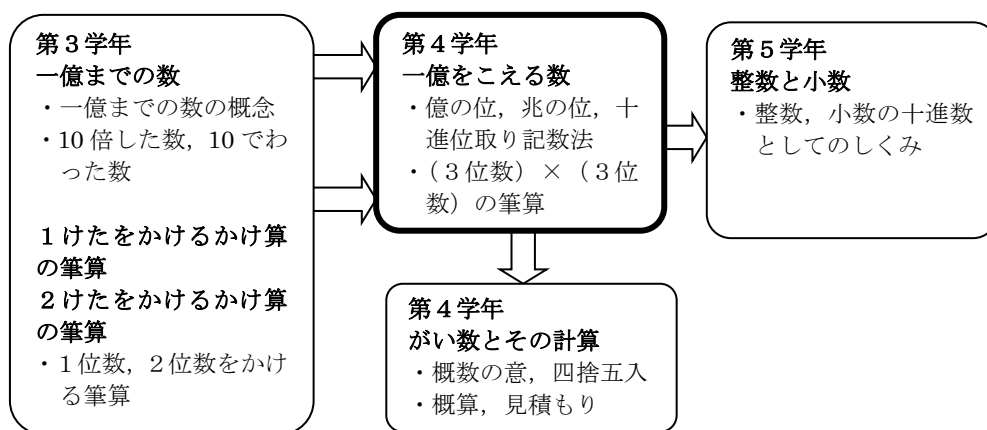 第３学年
一億までの数
・一億までの数の概念
・10 倍した数，10 でわ
った数
１けたをかけるかけ算
の筆算
２けたをかけるかけ算
の筆算
・１位数，２位数をかけ
る筆算
第４学年
一億をこえる数
・億の位，兆の位，十
進位取り記数法
・（３位数）×（３位
数）の筆算
第５学年
整数と小数
・整数，小数の十進数
としてのしくみ
第４学年
がい数とその計算
・概数の意，四捨五入
・概算，見積もり